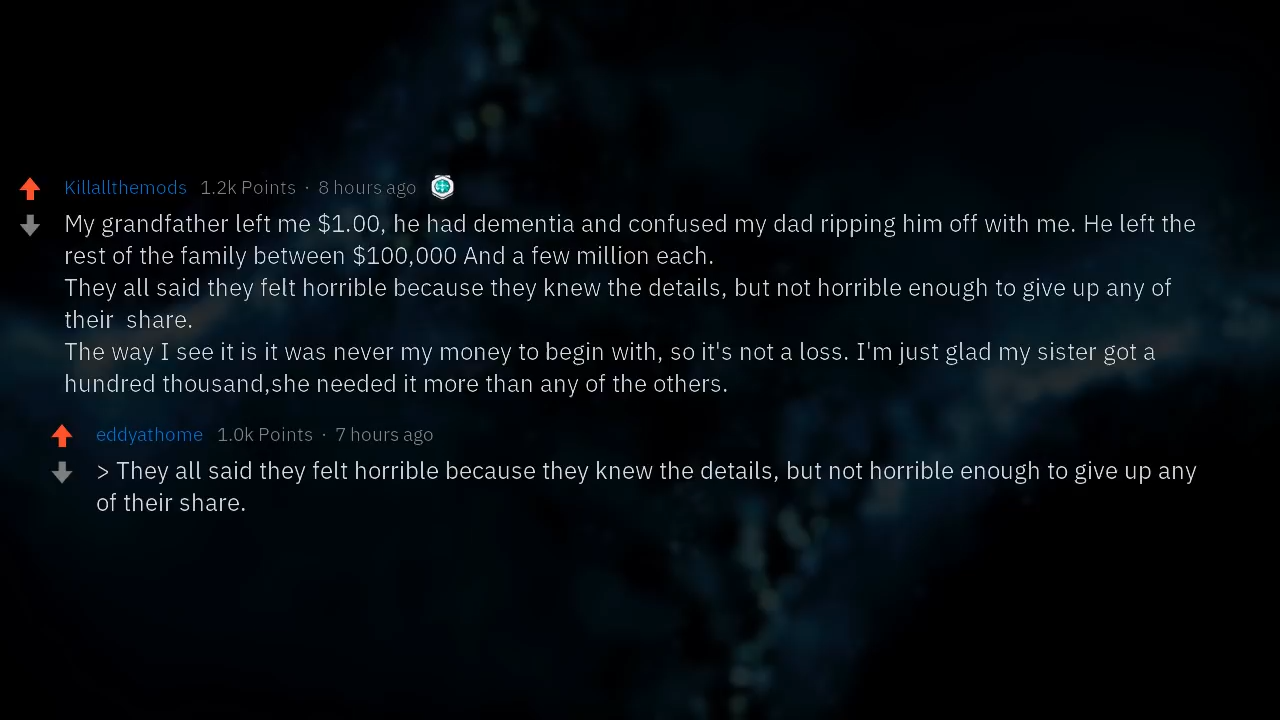 Killallthemods 1.2k Points · 8 hours ago
My grandfather left me $1.00, he had dementia and confused my dad ripping him off with me. He left the
rest of the family between $100,000 And a few million each.
They all said they felt horrible because they knew the details, but not horrible enough to give up any of
their  share.
The way I see it is it was never my money to begin with, so it's not a loss. I'm just glad my sister got a
hundred thousand,she needed it more than any of the others.
eddyathome 1.0k Points · 7 hours ago
> They all said they felt horrible because they knew the details, but not horrible enough to give up any
of their share.